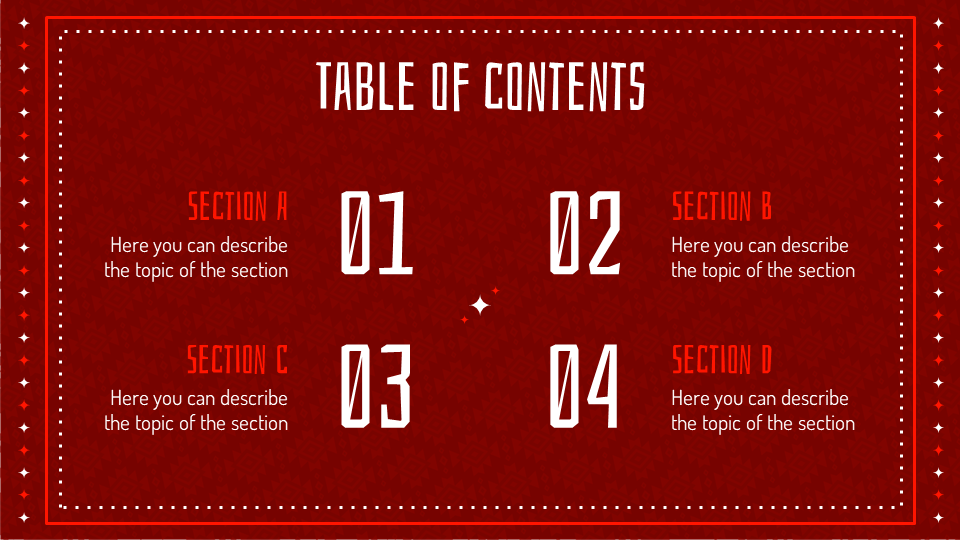 TABLE OF CONTENTS
SECTION A
Here you can describe
the topic of the section
01
02
SECTION B
Here you can describe
the topic of the section
SECTION C
Here you can describe
the topic of the section
03
04
SECTION D
Here you can describe
the topic of the section